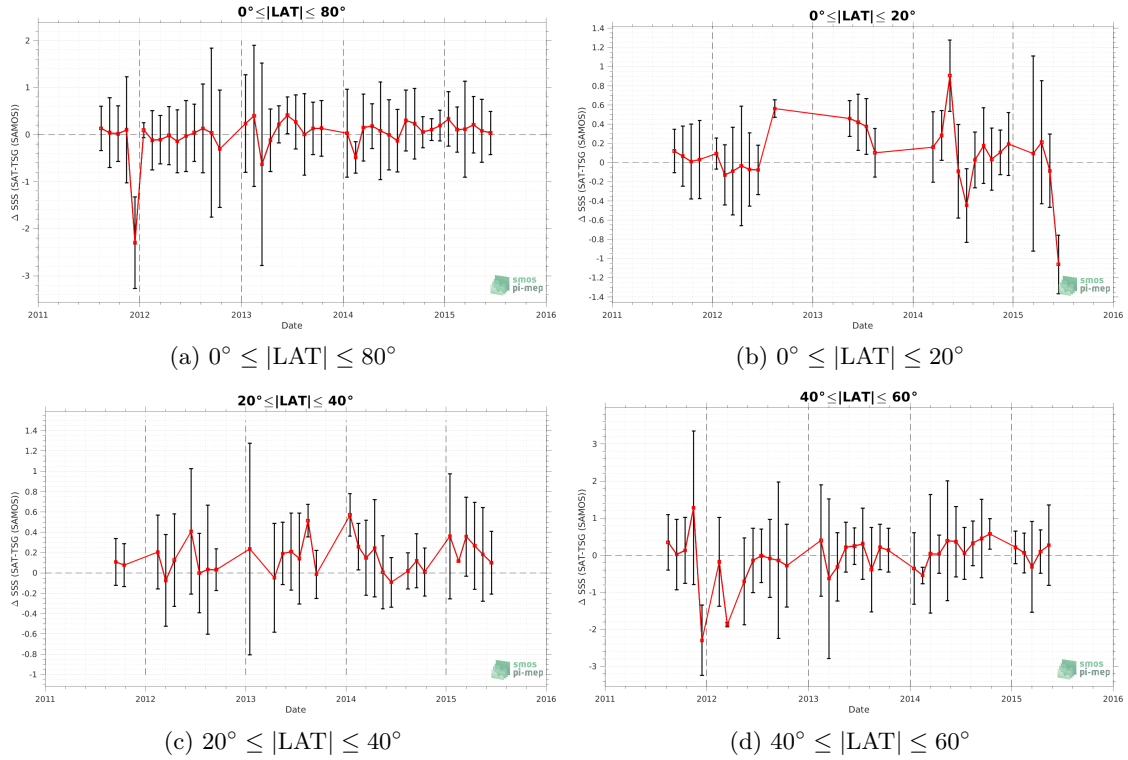 0°≤|LAT|≤ 80°
Δ SSS (SAT-TSG (SAMOS))
2
1
0
-1
-2
-3
2011 2012 2013 2014 2015 2016
Date
smos
pi-mep
(a) 0° ≤ |LAT| ≤ 80°
0°≤|LAT|≤ 20°
Δ SSS (SAT-TSG (SAMOS))
1.4
1.2
1
0.8
0.6
0.4
0.2
0
-0.2
-0.4
-0.6
-0.8
-1
-1.2
-1.4
2011 2012 2013 2014 2015 2016
Date
smos
pi-mep
(b) 0° ≤ |LAT| ≤ 20°
20°≤|LAT|≤ 40°
Δ SSS (SAT-TSG (SAMOS))
1.4
1.2
1
0.8
0.6
0.4
0.2
0
-0.2
-0.4
-0.6
-0.8
-1
2011 2012 2013 2014 2015 2016
Date
smos
pi-mep
(c) 20° ≤ |LAT| ≤ 40°
40°≤|LAT|≤ 60°
Δ SSS (SAT-TSG (SAMOS))
3
2
1
0
-1
-2
-3
2011 2012 2013 2014 2015 2016
Date
smos
pi-mep
(d) 40° ≤ |LAT| ≤ 60°